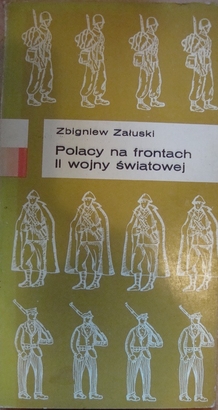 Zbigniew Załuski
Polacy na frontach
II wojny światowej